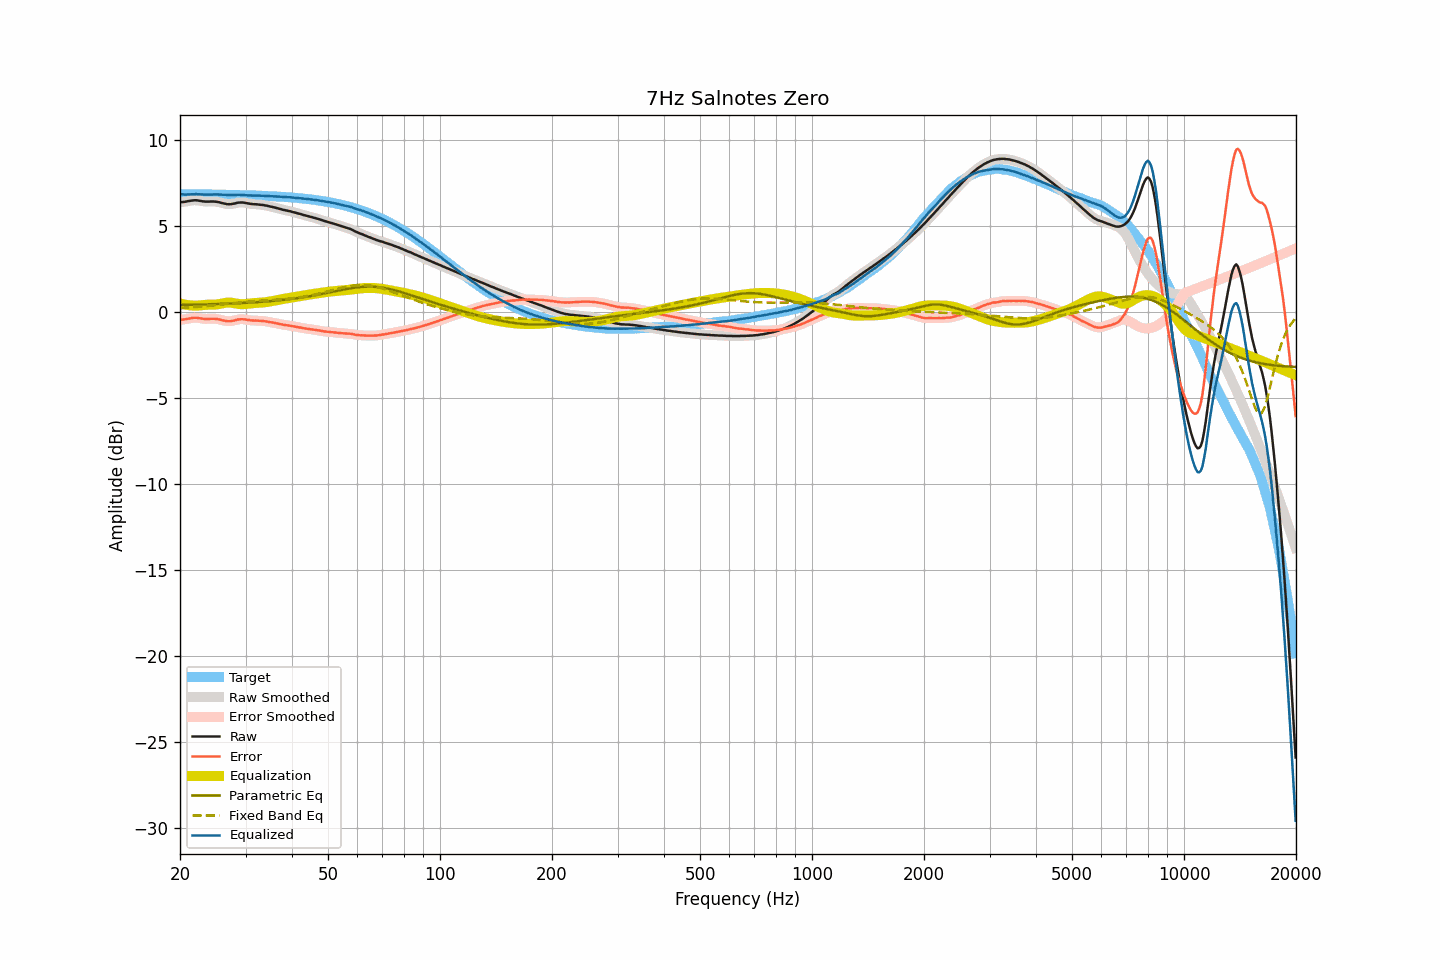 7Hz Salnotes Zero
Amplitude (dBr)
10
5
0
−5
−10
−15
−20
−25
−30
Target
Raw Smoothed
Error Smoothed
Raw
Error
Equalization
Parametric Eq
Fixed Band Eq
Equalized
20 50 100 200 500 1000 2000 5000 10000 20000
Frequency (Hz)